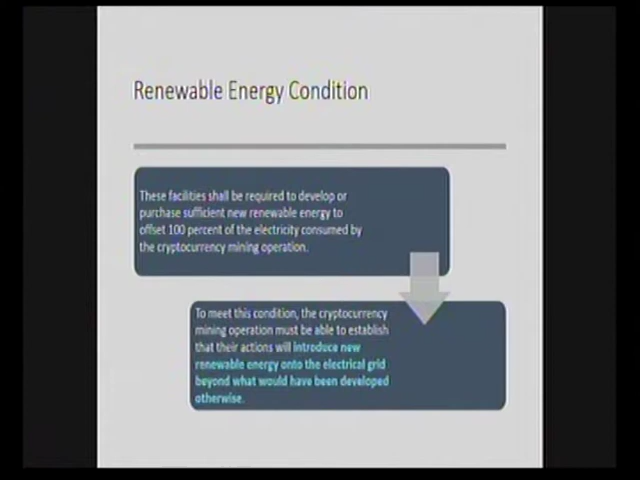 Renewable Energy Condition
These facilities shall be required to develop or
purchase sufficient new renewable energy to
offset 100 percent of the electricity consumed by
the cryptocurrency mining operation.
To meet this condition, the cryptocurrency
mining operation must be able to establish
that their actions will introduce new
renewable energy onto the electrical grid
beyond what would have been developed
otherwise.